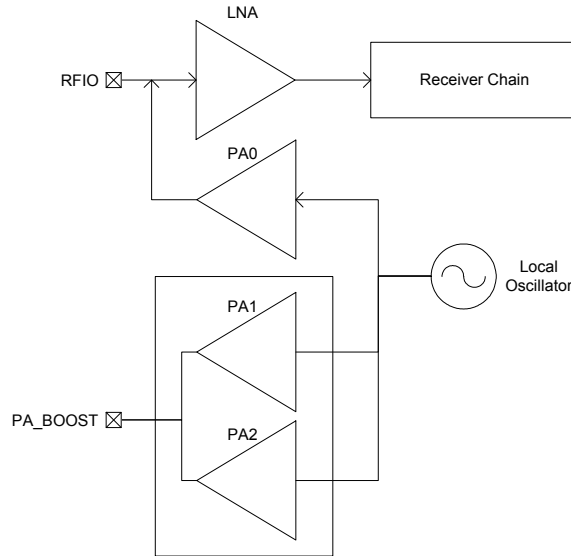 LNA
RFIO
Receiver Chain
PA0
Local
Oscillator
PA1
PA_BOOST
PA2